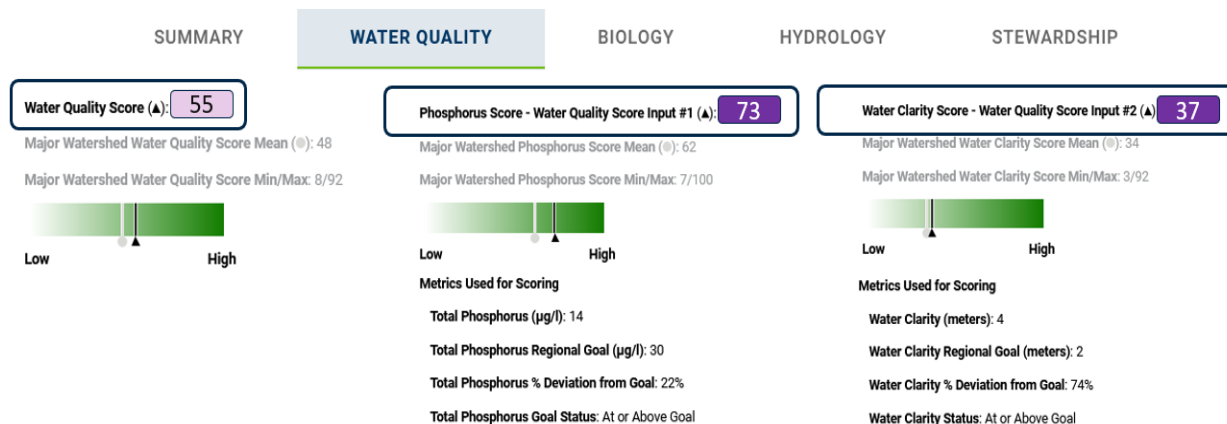 SUMMARY
WATER QUALITY
BIOLOGY
HYDROLOGY
STEWARDSHIP
Water Quality Score (▲): 55
Major Watershed Water Quality Score Mean (●): 48
Major Watershed Water Quality Score Min/Max: 8/92
Low
High
Phosphorus Score - Water Quality Score Input #1 (▲): 73
Major Watershed Phosphorus Score Mean (●): 62
Major Watershed Phosphorus Score Min/Max: 7/100
Low
High
Metrics Used for Scoring
Total Phosphorus (µg/l): 14
Total Phosphorus Regional Goal (µg/l): 30
Total Phosphorus % Deviation from Goal: 22%
Total Phosphorus Goal Status: At or Above Goal
Water Clarity Score - Water Quality Score Input #2 (▲) 37
Major Watershed Water Clarity Score Mean (●): 34
Major Watershed Water Clarity Score Min/Max: 3/92
Low
High
Metrics Used for Scoring
Water Clarity (meters): 4
Water Clarity Regional Goal (meters): 2
Water Clarity % Deviation from Goal: 74%
Water Clarity Status: At or Above Goal